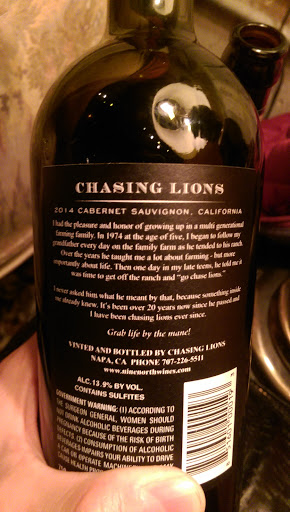 CHASING LIONS
2014 CABERNET SAUVIGNON, CALIFORNIA
I had the pleasure and honor of growing up in a multi generational
farming family. In 1974 at the age of five, I began to follow my
grandfather every day on the family farm as he tended to his ranch.
Over the years he taught me a lot about farming - but more
importantly about life. Then one day in my late teens, he told me it
was time to get off the ranch and "go chase lions."
I never asked him what he meant by that, because something inside
me already knew. It's been over 20 years now since he passed and
I have been chasing lions ever since.
Grab life by the mane!
VINTED AND BOTTLED BY CHASING LIONS
NAPA, CA PHONE 707-226-5511
www.ninenorthwines.com
ALC. 13.9% BY VOL.
CONTAINS SULFITES
GOVERNMENT WARNING: (1) ACCORDING TO
THE SURGEON GENERAL, WOMEN SHOULD
NOT DRINK ALCOHOLIC BEVERAGES DURING
PREGNANCY BECAUSE OF THE RISK OF BIRTH
(2) CONSUMPTION OF ALCOHOLIC
BEVERAGES IMPAIRS YOUR ABILITY TO DRIVE
A CAR OR OPERATE
HEALTH